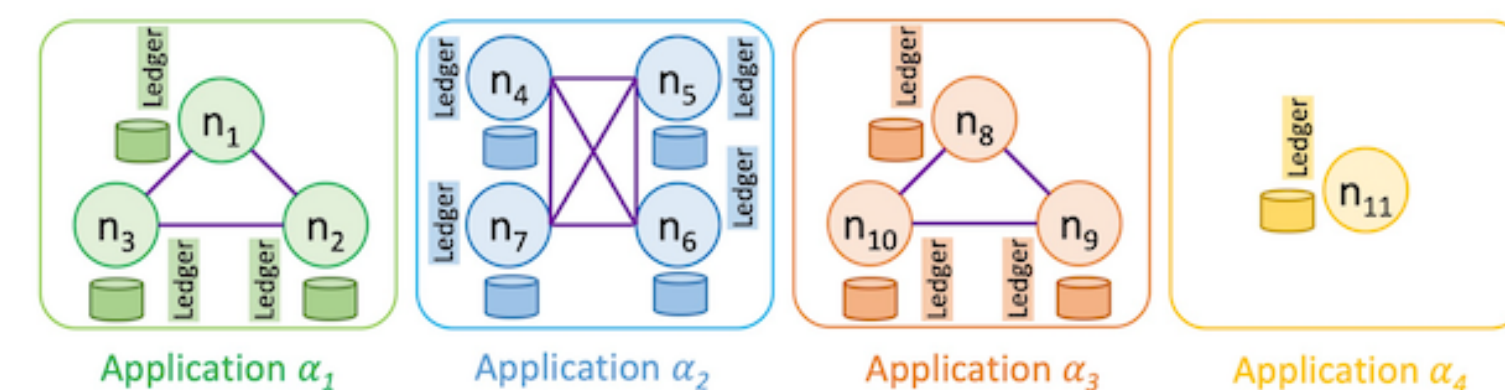 Ledger
n₁
n₃
n₂
Ledger
Ledger
Application α₁
Ledger
n₄
n₅
Ledger
Ledger
n₇
n₆
Ledger
Application α₂
Ledger
n₈
n₁₀
n₉
Ledger
Ledger
Application α₃
Ledger
n₁₁
Application α₄